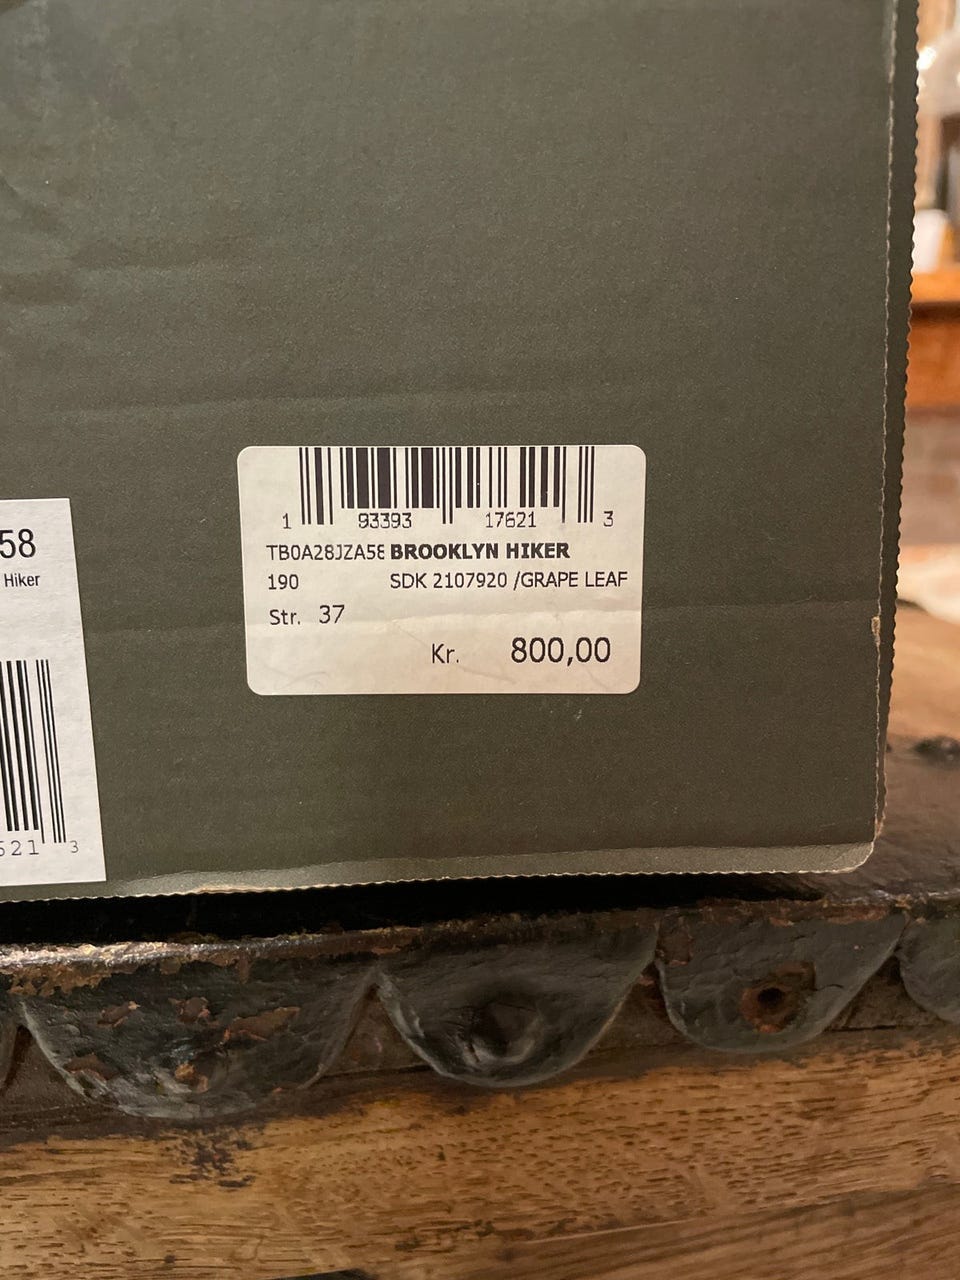 58
Hiker
521 3
1 93393 17621 3
TB0A28JZA58 BROOKLYN HIKER
190 SDK 2107920 /GRAPE LEAF
Str. 37
Kr. 800,00